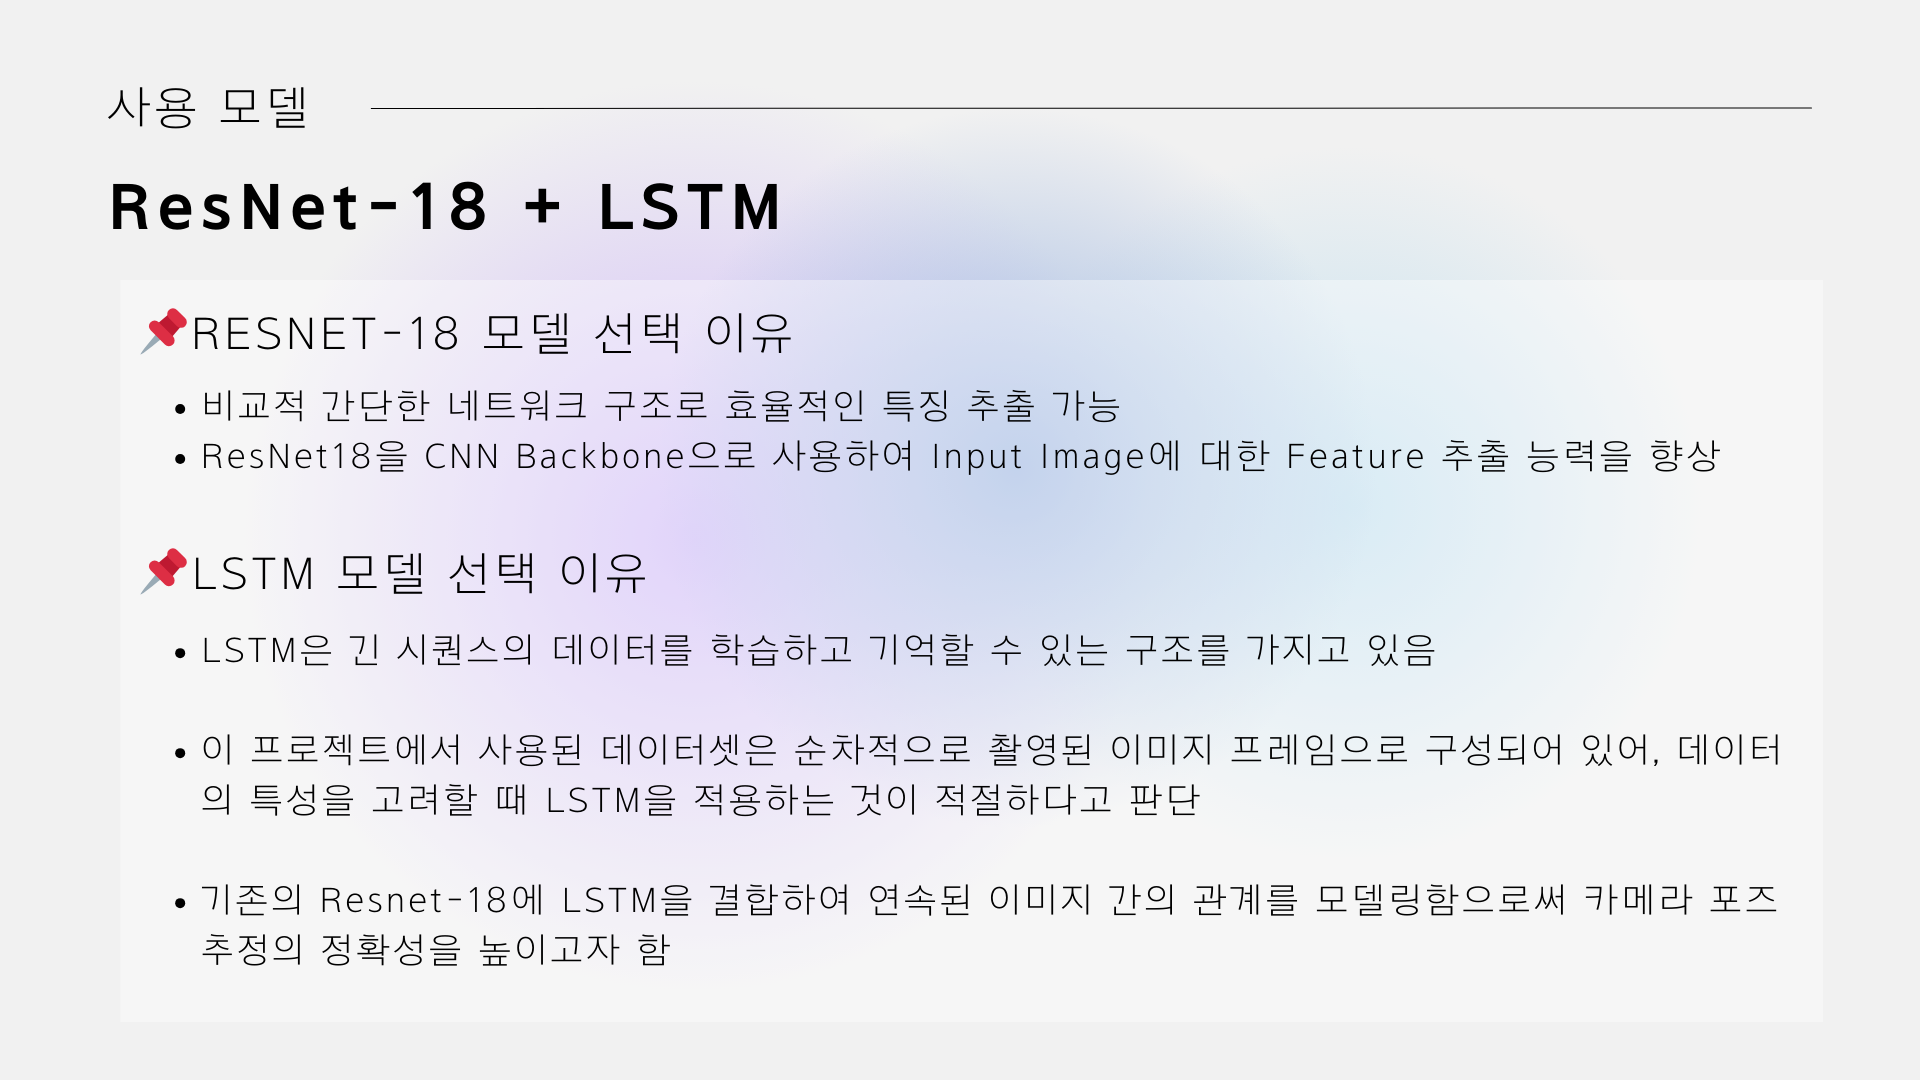 사용 모델
ResNet-18 + LSTM
📌RESNET-18 모델 선택 이유
• 비교적 간단한 네트워크 구조로 효율적인 특징 추출 가능
• ResNet18을 CNN Backbone으로 사용하여 Input Image에 대한 Feature 추출 능력을 향상
📌LSTM 모델 선택 이유
• LSTM은 긴 시퀀스의 데이터를 학습하고 기억할 수 있는 구조를 가지고 있음
• 이 프로젝트에서 사용된 데이터셋은 순차적으로 촬영된 이미지 프레임으로 구성되어 있어, 데이터
의 특성을 고려할 때 LSTM을 적용하는 것이 적절하다고 판단
• 기존의 Resnet-18에 LSTM을 결합하여 연속된 이미지 간의 관계를 모델링함으로써 카메라 포즈
추정의 정확성을 높이고자 함